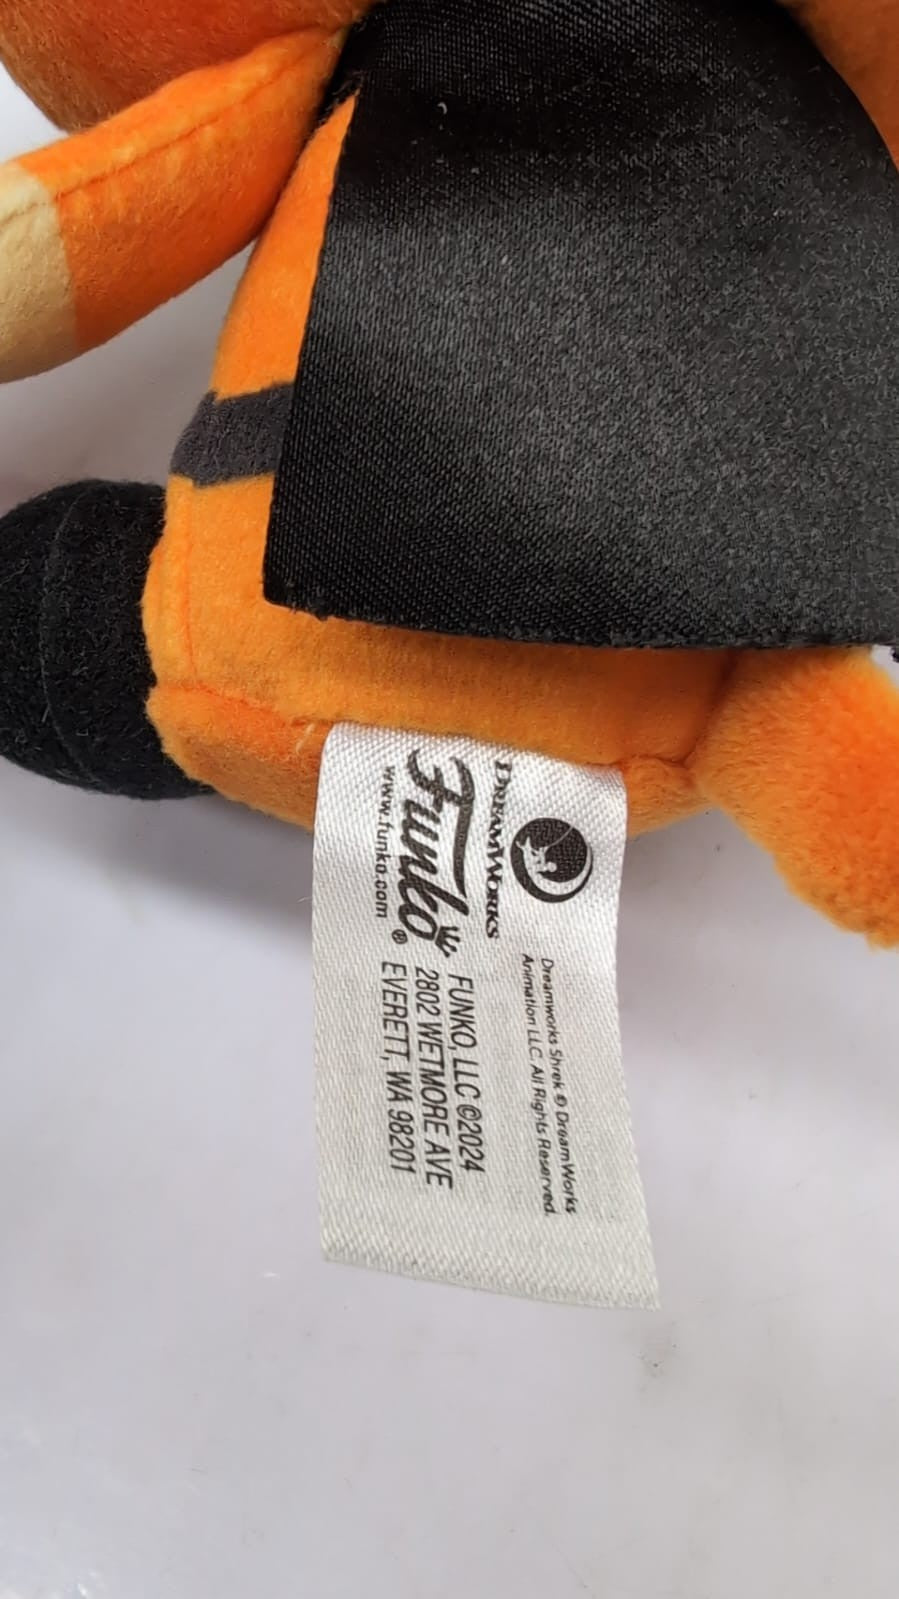 DREAMWORKS
Dreamworks Shrek © DreamWorks
Animation LLC. All Rights Reserved.
Funko®
www.funko.com
FUNKO, LLC ©2024
2802 WETMORE AVE
EVERETT, WA 98201